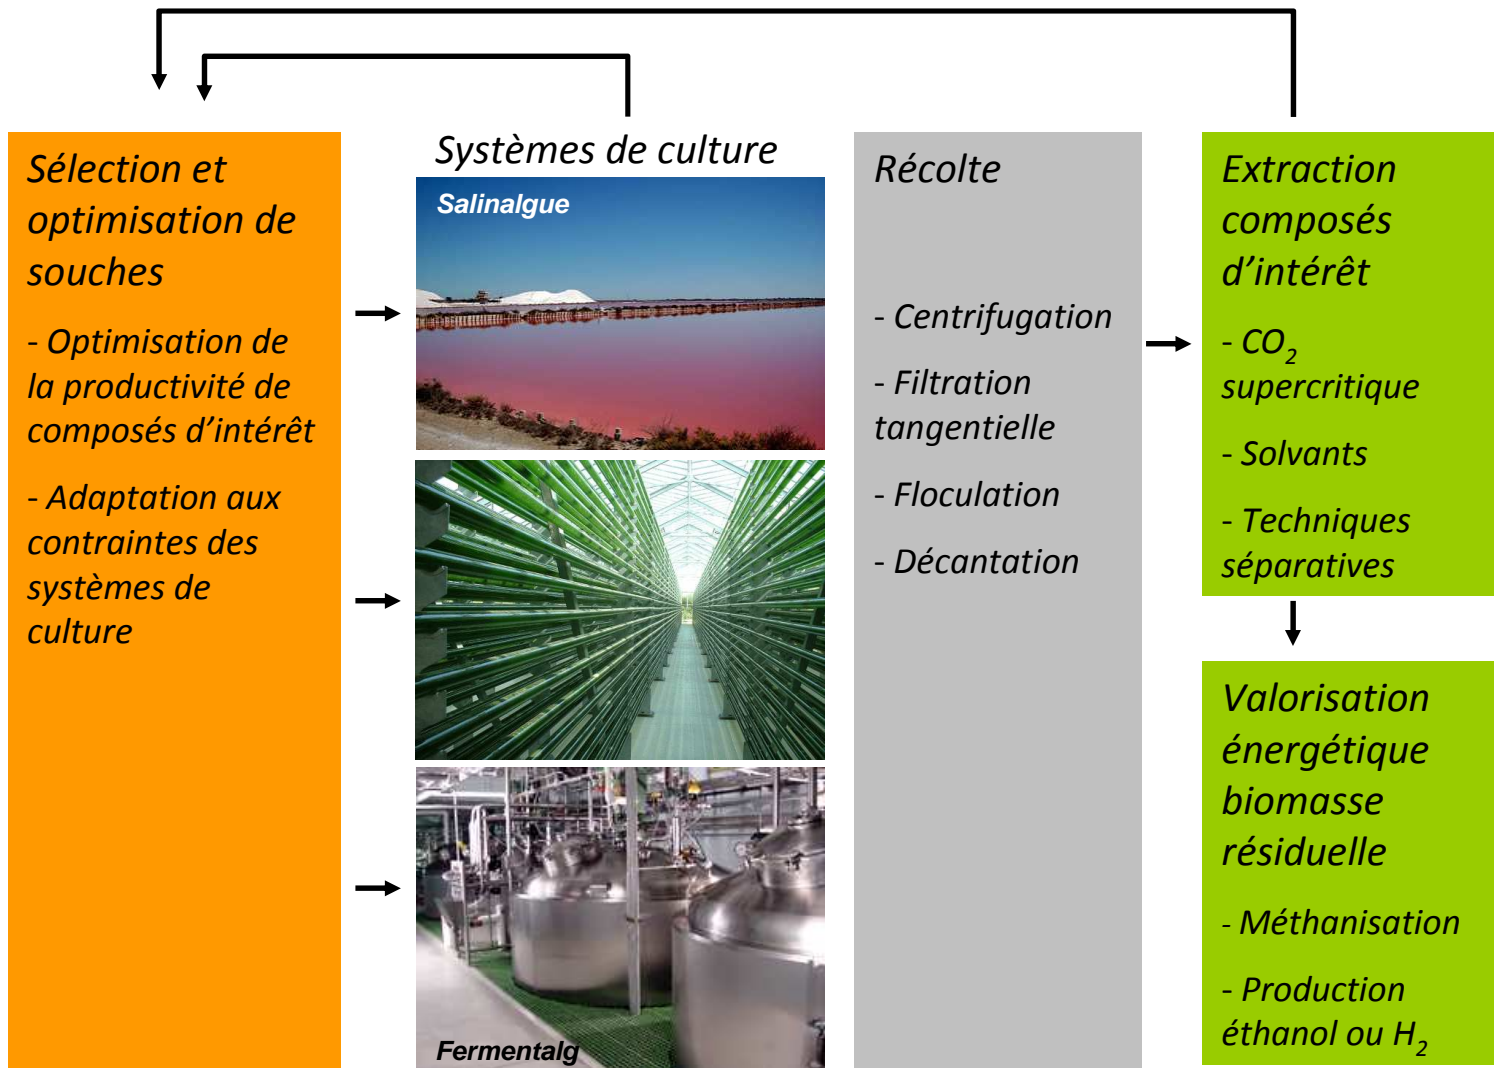 Sélection et
optimisation de
souches
- Optimisation de
la productivité de
composés d’intérêt
- Adaptation aux
contraintes des
systèmes de
culture
Systèmes de culture
Salinalgue
Fermentalg
Récolte
- Centrifugation
- Filtration
tangentielle
- Floculation
- Décantation
Extraction
composés
d’intérêt
- CO₂
supercritique
- Solvants
- Techniques
séparatives
Valorisation
énergétique
biomasse
résiduelle
- Méthanisation
- Production
éthanol ou H₂